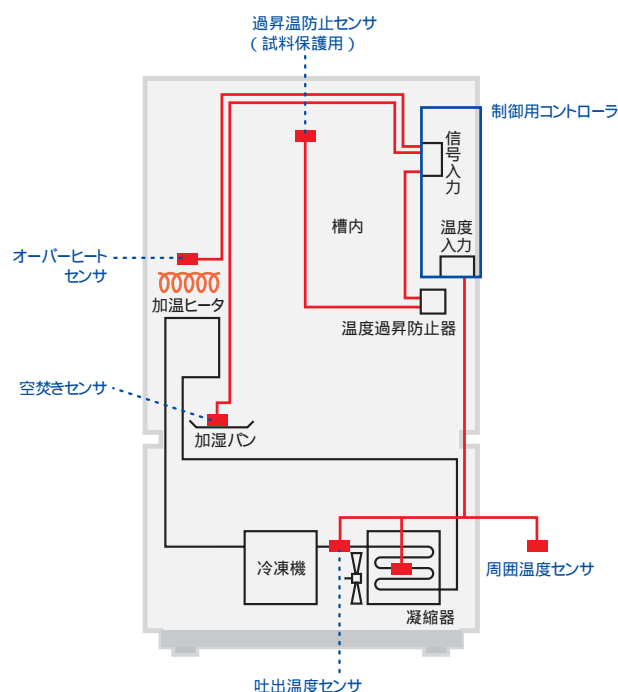 過昇温防止センサ
(試料保護用)
制御用コントローラ
信号入力
槽内
温度
入力
オーバーヒート
センサ
加温ヒータ
温度過昇防止器
空焚きセンサ
加湿パン
冷凍機
周囲温度センサ
凝縮器
吐出温度センサ